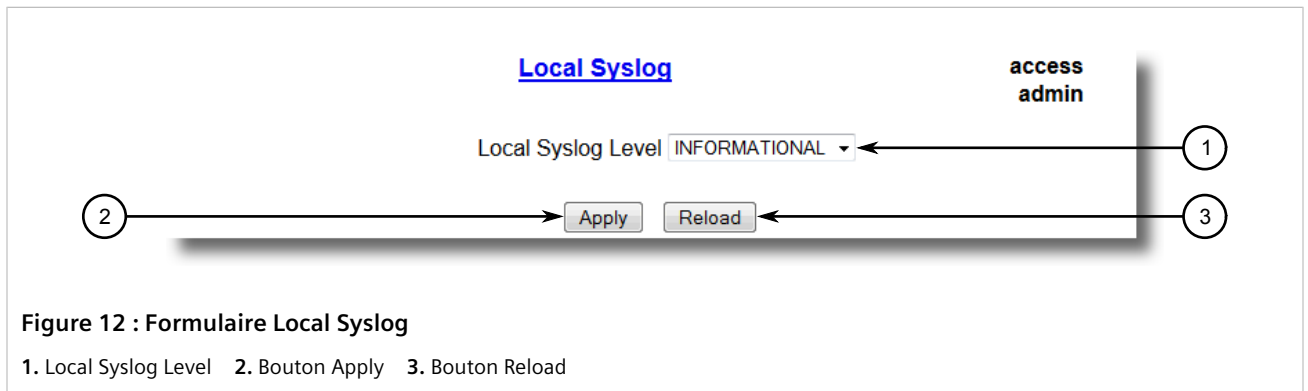 Local Syslog
access
admin
Local Syslog Level INFORMATIONAL
1
2
Apply
Reload
3
Figure 12 : Formulaire Local Syslog
1. Local Syslog Level 2. Bouton Apply 3. Bouton Reload